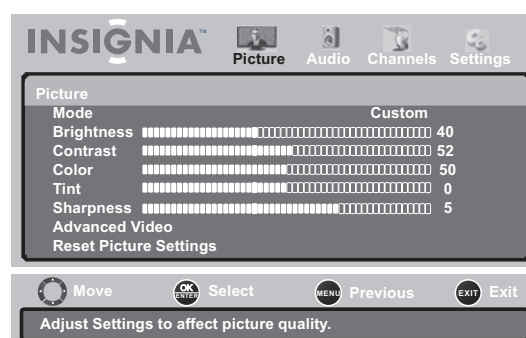 INSIGNIA™
Picture Audio Channels Settings
Picture
Mode Custom
Brightness 40
Contrast 52
Color 50
Tint 0
Sharpness 5
Advanced Video
Reset Picture Settings
Move OK ENTER Select MENU Previous EXIT Exit
Adjust Settings to affect picture quality.